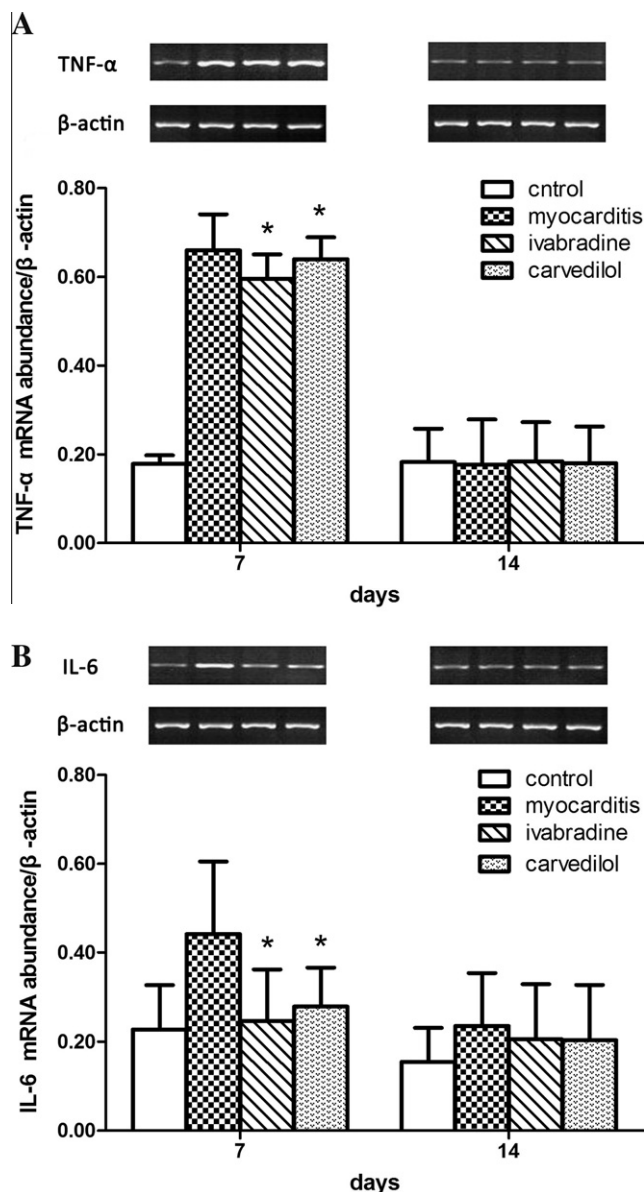 A
TNF-α
β-actin
cntrol
myocarditis
ivabradine
carvedilol
TNF-α mRNA abundance/β -actin
0.80
0.60
0.40
0.20
0.00
* *
7 14
days
B
IL-6
β-actin
control
myocarditis
ivabradine
carvedilol
IL-6 mRNA abundance/β -actin
0.80
0.60
0.40
0.20
0.00
* *
7 14
days